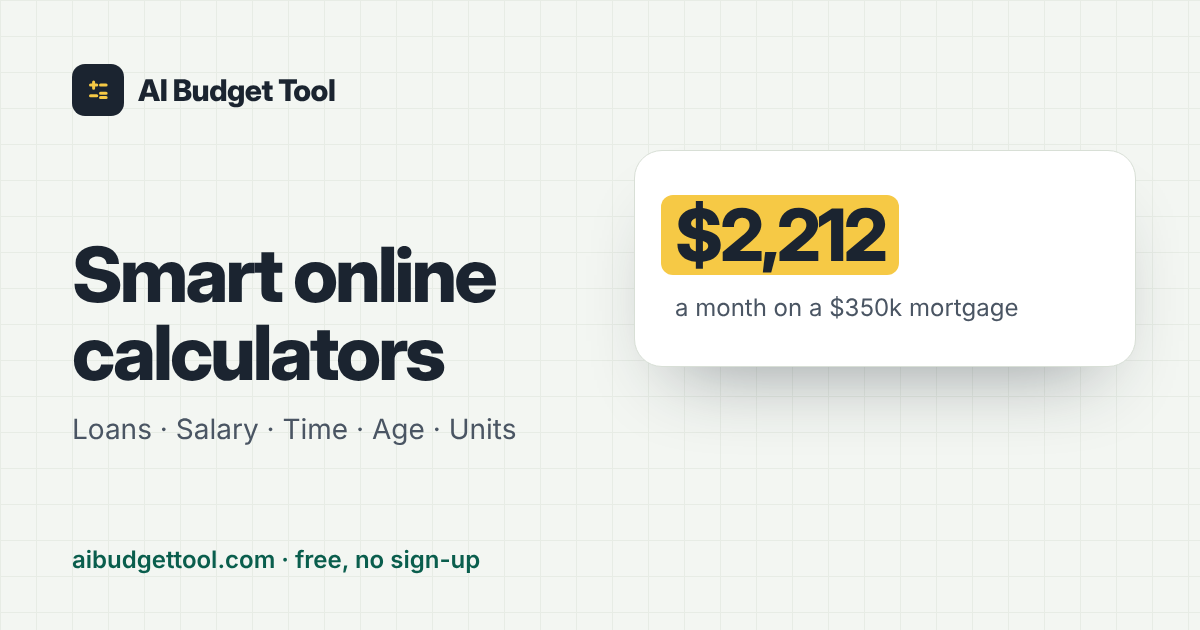 AI Budget Tool
Smart online
calculators
Loans · Salary · Time · Age · Units
aibudgettool.com · free, no sign-up
$2,212
a month on a $350k mortgage